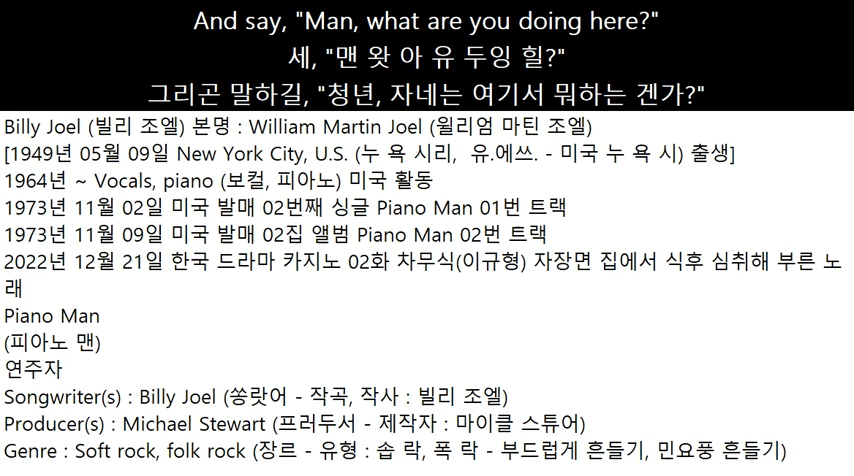 And say, "Man, what are you doing here?"
세, "맨 왓 아 유 두잉 힐?"
그리곤 말하길, "청년, 자네는 여기서 뭐하는 겐가?"
Billy Joel (빌리 조엘) 본명 : William Martin Joel (윌리엄 마틴 조엘)
[1949년 05월 09일 New York City, U.S. (누 욕 시리, 유.에쓰. - 미국 누 욕 시) 출생]
1964년 ~ Vocals, piano (보컬, 피아노) 미국 활동
1973년 11월 02일 미국 발매 02번째 싱글 Piano Man 01번 트랙
1973년 11월 09일 미국 발매 02집 앨범 Piano Man 02번 트랙
2022년 12월 21일 한국 드라마 카지노 02화 차무식(이규형) 자장면 집에서 식후 심취해 부른 노
래
Piano Man
(피아노 맨)
연주자
Songwriter(s) : Billy Joel (쏭랏어 - 작곡, 작사 : 빌리 조엘)
Producer(s) : Michael Stewart (프러두서 - 제작자 : 마이클 스튜어)
Genre : Soft rock, folk rock (장르 - 유형 : 솝 락, 폭 락 - 부드럽게 흔들기, 민요풍 흔들기)